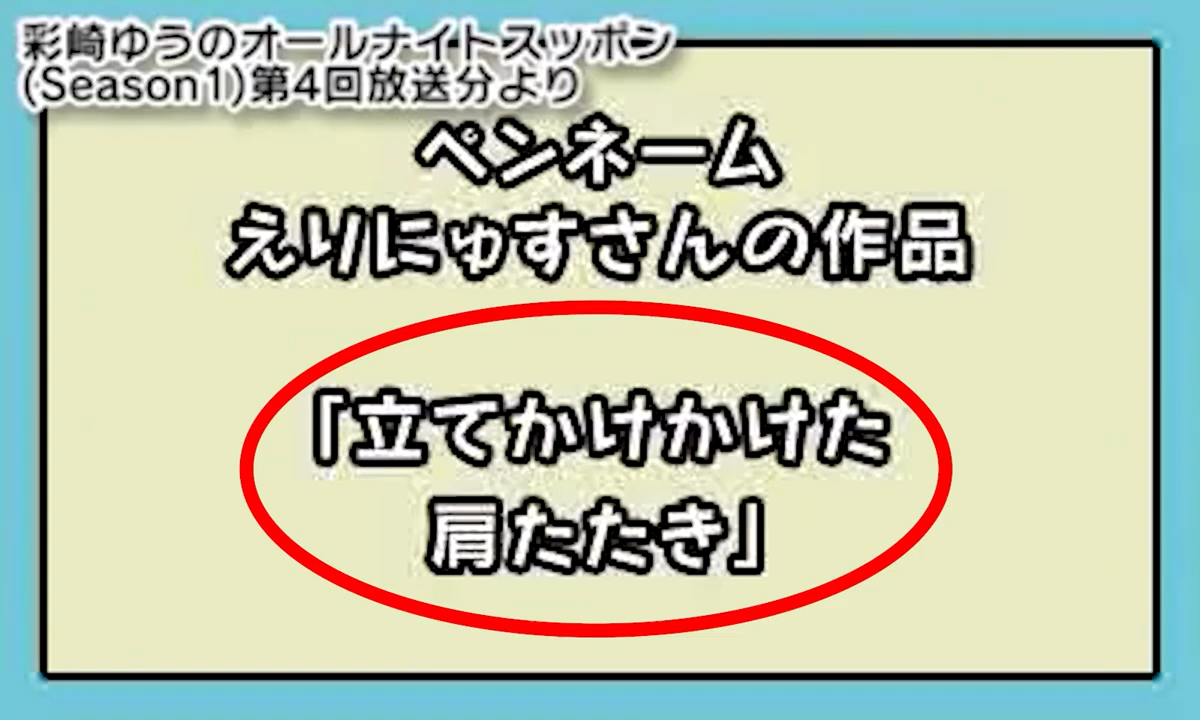 彩崎ゆうのオールナイトスッポン
(Season1)第4回放送分より
ペンネーム
えりにゅすさんの作品
「立てかけかけた
肩たたき」